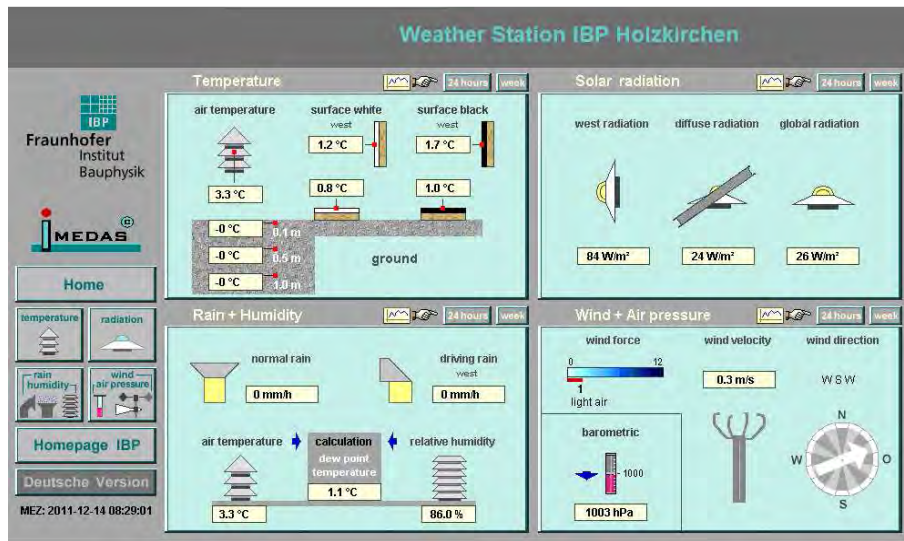 Weather Station IBP Holzkirchen
IBP
Fraunhofer
Institut
Bauphysik
iMEDAS ©
Home
temperature
radiation
rain
humidity
wind
air pressure
Homepage IBP
Deutsche Version
MEZ: 2011-12-14 08:29:01
Temperature
24 hours
week
air temperature
surface white
surface black
west
west
1.2 °C
1.7 °C
3.3 °C
0.8 °C
1.0 °C
-0 °C
0.1 m
-0 °C
0.5 m
-0 °C
1.0 m
ground
Solar radiation
24 hours
week
west radiation
diffuse radiation
global radiation
84 W/m²
24 W/m²
26 W/m²
Rain + Humidity
24 hours
week
normal rain
driving rain
west
0 mm/h
0 mm/h
air temperature
calculation
relative humidity
dew point
temperature
1.1 °C
3.3 °C
86.0 %
Wind + Air pressure
24 hours
week
wind force
wind velocity
wind direction
0
12
1
light air
0.3 m/s
W S W
barometric
1000
1003 hPa
N
W
O
S